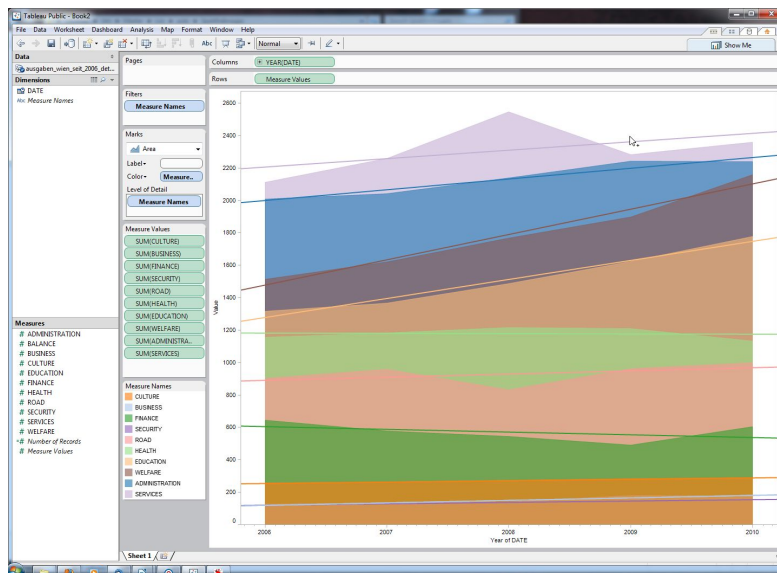 Tableau Public - Book2
File Data Worksheet Dashboard Analysis Map Format Window Help
Abc Normal
Show Me
Data
ausgaben_wien_seit_2006_det...
Dimensions
DATE
Abc Measure Names
Measures
# ADMINISTRATION
# BALANCE
# BUSINESS
# CULTURE
# EDUCATION
# FINANCE
# HEALTH
# ROAD
# SECURITY
# SERVICES
# WELFARE
# Number of Records
# Measure Values
Pages
Filters
Measure Names
Marks
Area
Label
Color Measure..
Level of Detail
Measure Names
Measure Values
SUM(CULTURE)
SUM(BUSINESS)
SUM(FINANCE)
SUM(SECURITY)
SUM(ROAD)
SUM(HEALTH)
SUM(EDUCATION)
SUM(WELFARE)
SUM(ADMINISTRA..
SUM(SERVICES)
Measure Names
CULTURE
BUSINESS
FINANCE
SECURITY
ROAD
HEALTH
EDUCATION
WELFARE
ADMINISTRATION
SERVICES
Columns YEAR(DATE)
Rows Measure Values
2600
2400
2200
2000
1800
1600
1400
1200
1000
800
600
400
200
0
Value
2006 2007 2008 2009 2010
Year of DATE
Sheet 1